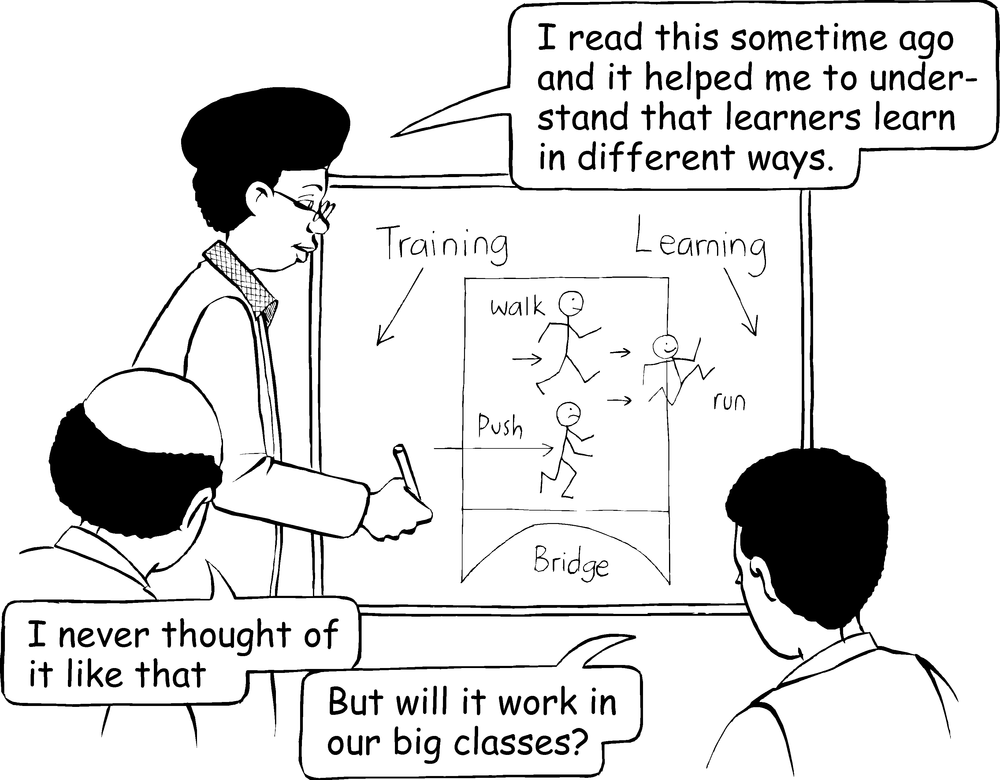 I read this sometime ago
and it helped me to under-
stand that learners learn
in different ways.
Training
Learning
walk
run
Push
Bridge
I never thought of
it like that
But will it work in
our big classes?